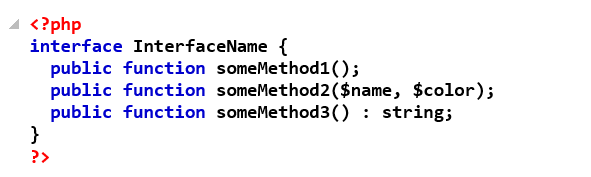 <?php
interface InterfaceName {
  public function someMethod1();
  public function someMethod2($name, $color);
  public function someMethod3() : string;
}
?>